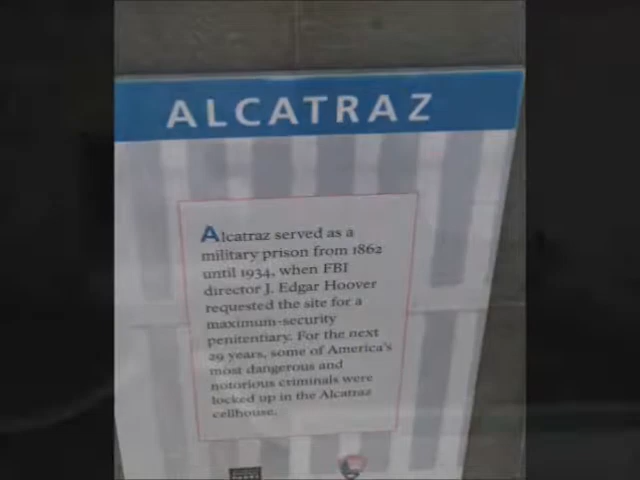 ALCATRAZ
Alcatraz served as a
military prison from 1862
until 1934, when FBI
director J. Edgar Hoover
requested the site for a
maximum-security
penitentiary. For the next
29 years, some of America's
most dangerous and
notorious criminals were
locked up in the Alcatraz
cellhouse.